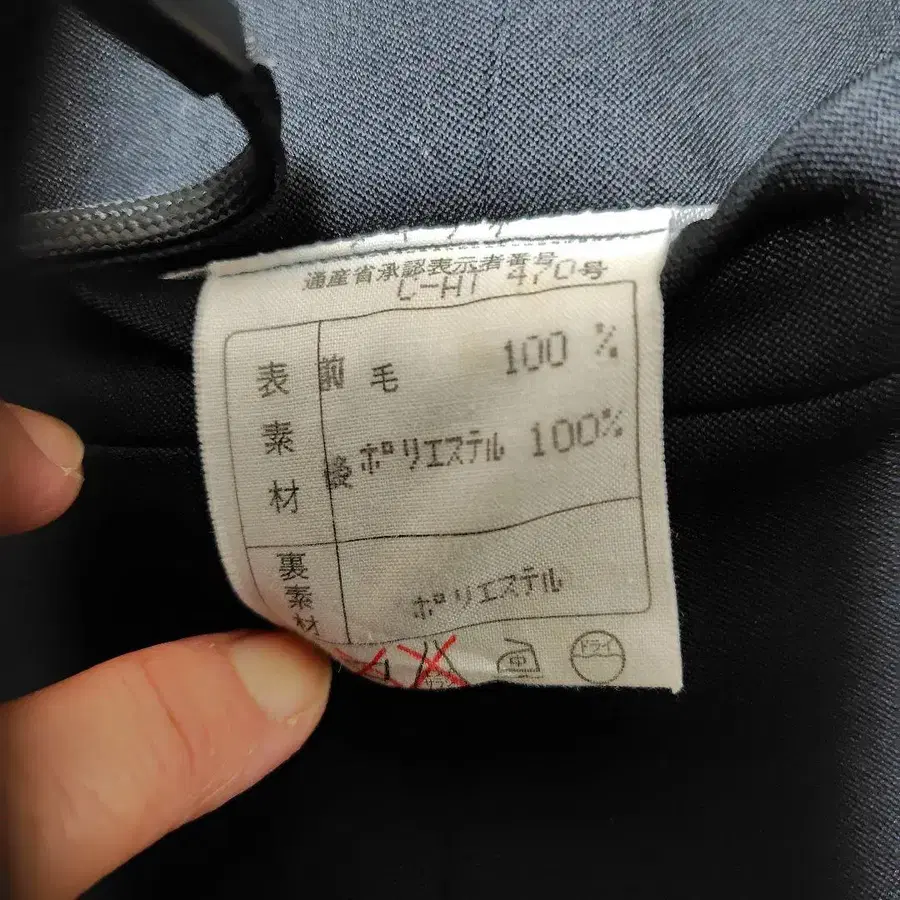 通産省承認表示者番号
C-HT 470号
表素材
前 毛 100 %
後 ポリエステル 100%
裏素材
ポリエステル
中
ドライ